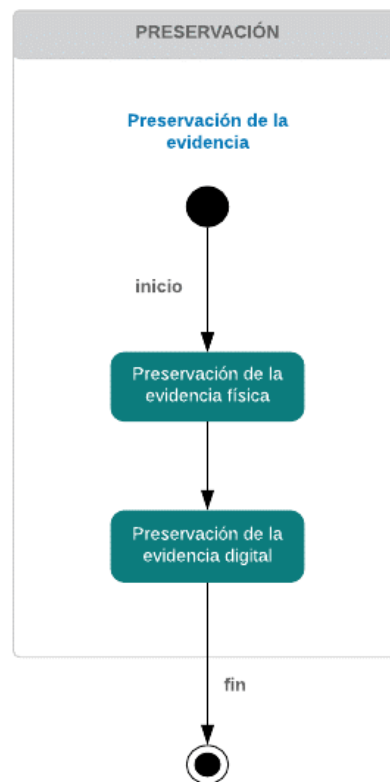 PRESERVACIÓN
Preservación de la
evidencia
inicio
Preservación de la
evidencia física
Preservación de la
evidencia digital
fin